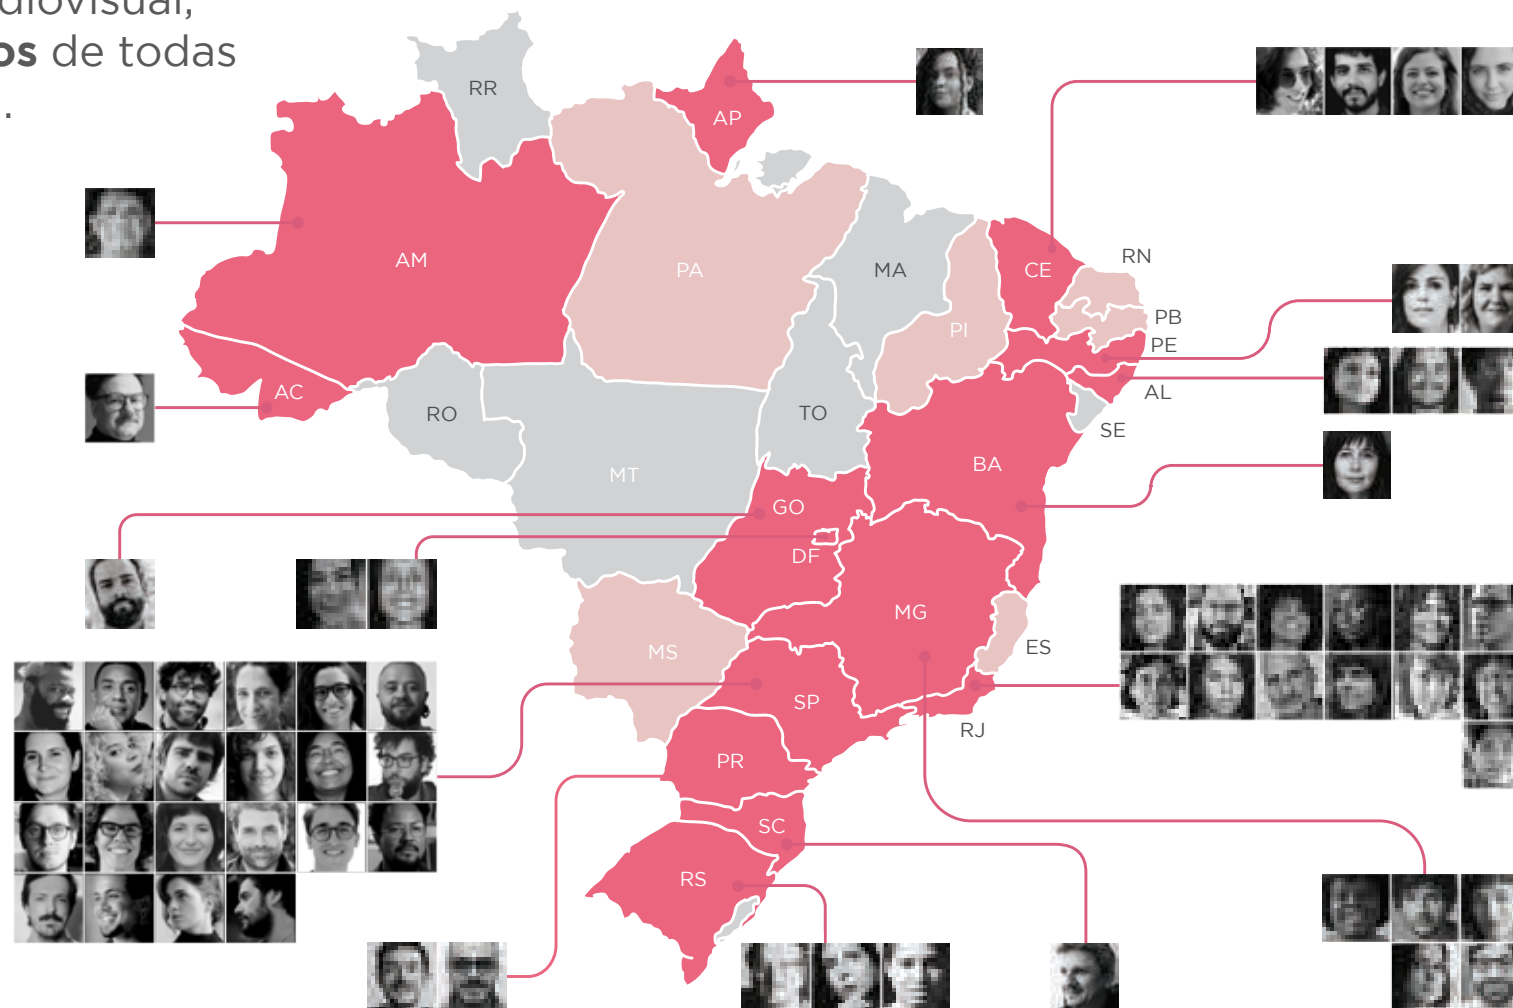 diovisual,
os de todas
.
RR
AP
AM
PA
MA
CE
RN
PI
PB
PE
AC
AL
RO
TO
SE
BA
MT
GO
DF
MG
MS
ES
SP
RJ
PR
SC
RS